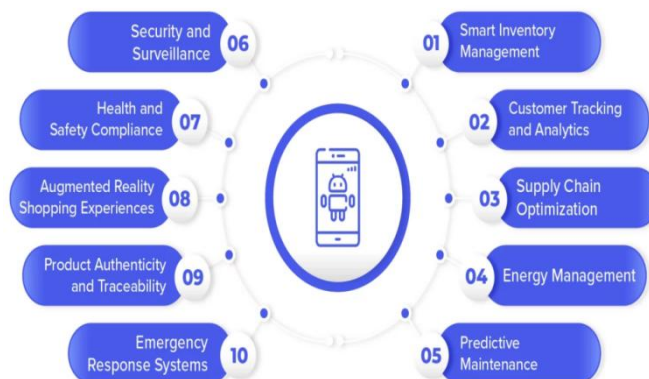 01
Smart Inventory
Management
02
Customer Tracking
and Analytics
03
Supply Chain
Optimization
04
Energy Management
05
Predictive
Maintenance
Security and
Surveillance
06
Health and
Safety Compliance
07
Augmented Reality
Shopping Experiences
08
Product Authenticity
and Traceability
09
Emergency
Response Systems
10